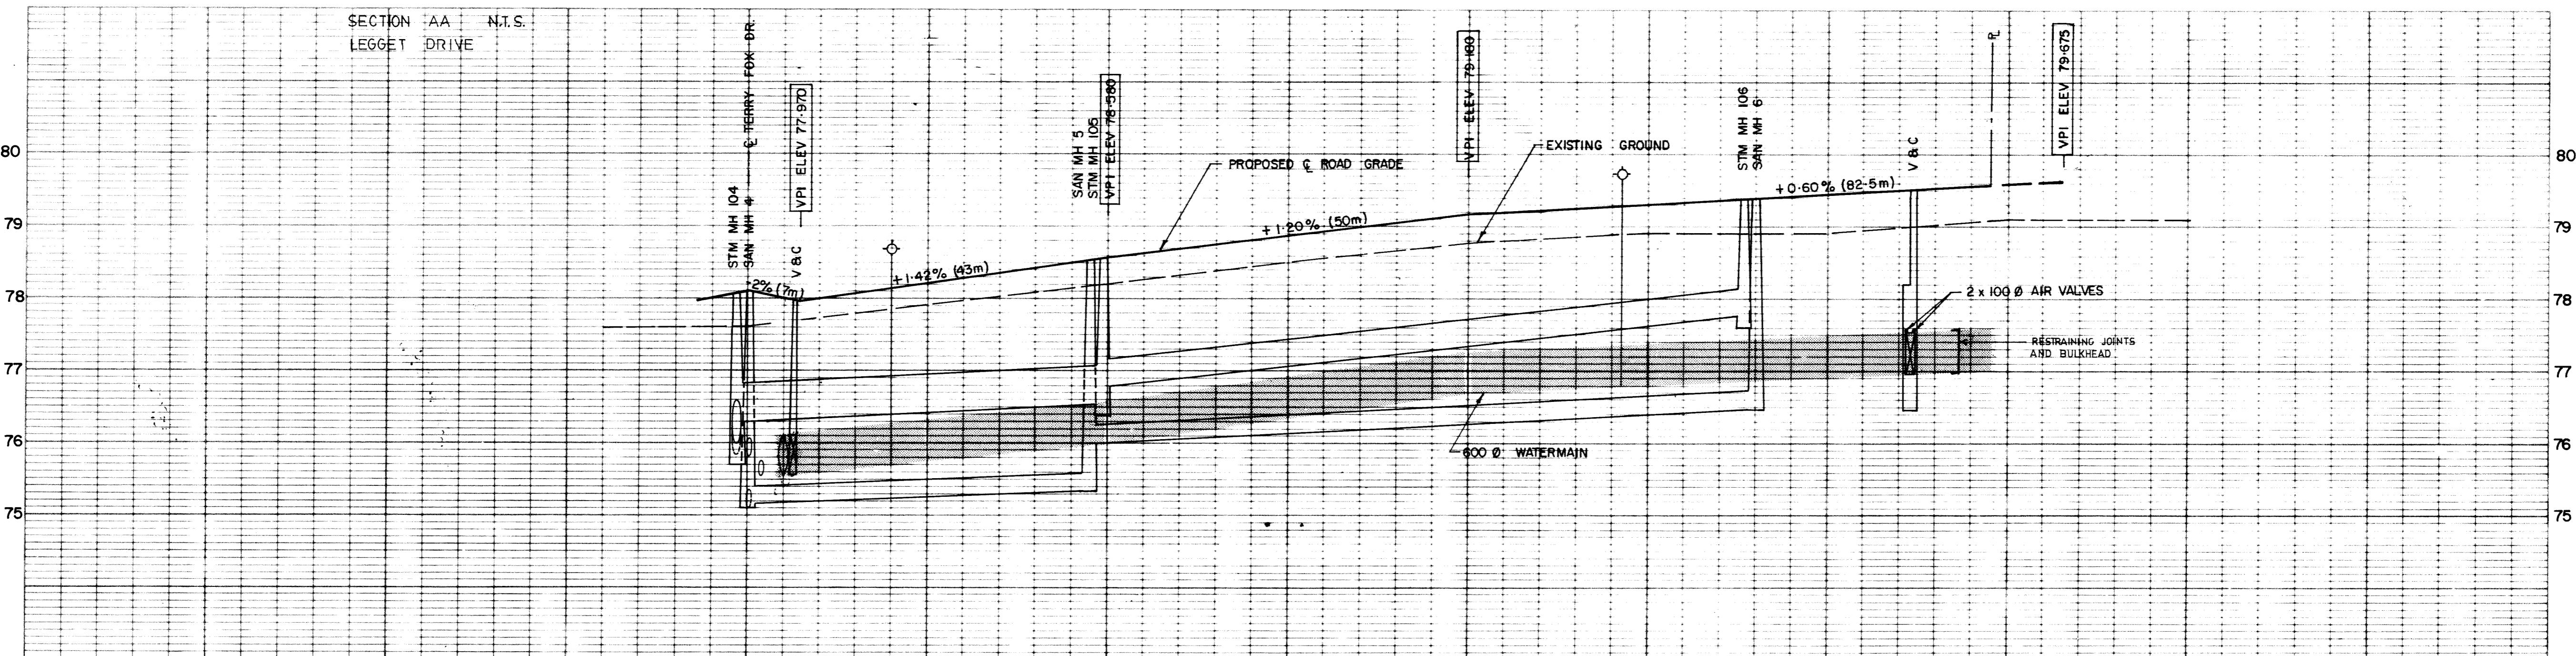 SECTION AA N.T.S.
LEGGET DRIVE
STM MH 104
SAN MH 4
℄ TERRY FOX DR.
VPI ELEV 77.970
V & C
SAN MH 5
STM MH 105
VPI ELEV 78.580
PROPOSED ℄ ROAD GRADE
VPI ELEV 79.180
EXISTING GROUND
STM MH 106
SAN MH 6
V & C
℄
VPI ELEV 79.675
80
80
79
79
78
78
77
77
76
76
75
75
-2% (7m)
+1.42% (43m)
+1.20% (50m)
+0.60% (82.5m)
2 x 100 Ø AIR VALVES
RESTRAINING JOINTS
AND BULKHEAD
600 Ø WATERMAIN